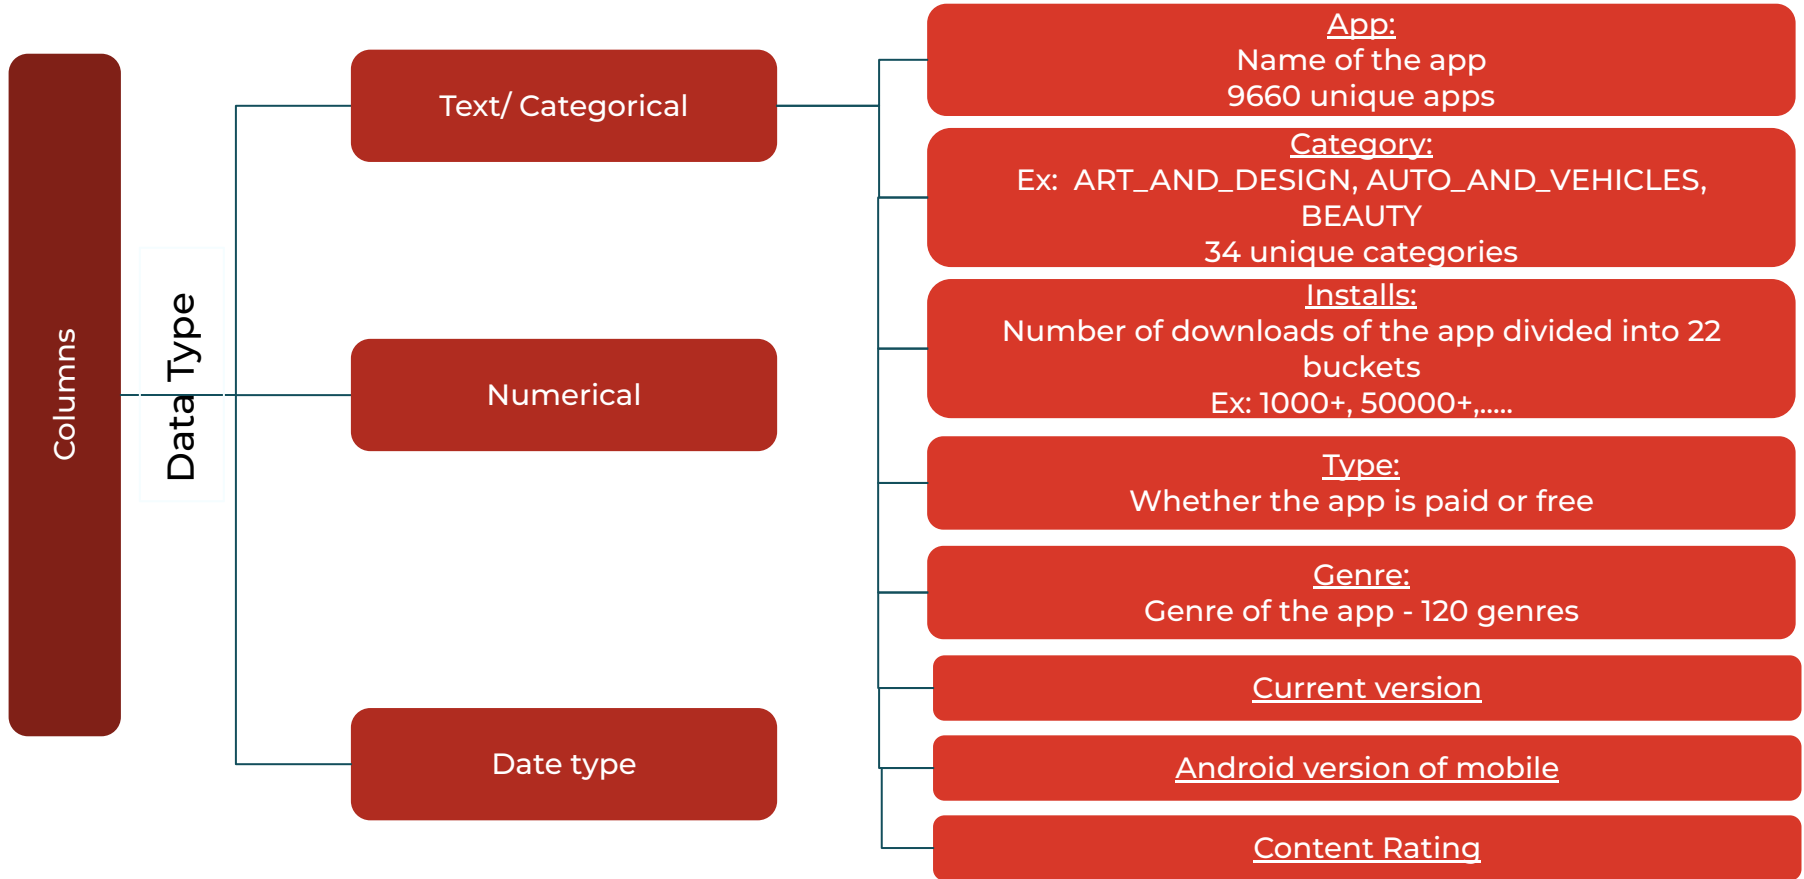 Columns
Data Type
Text/ Categorical
Numerical
Date type
App:
Name of the app
9660 unique apps
Category:
Ex:  ART_AND_DESIGN, AUTO_AND_VEHICLES,
BEAUTY
34 unique categories
Installs:
Number of downloads of the app divided into 22
buckets
Ex: 1000+, 50000+,.....
Type:
Whether the app is paid or free
Genre:
Genre of the app - 120 genres
Current version
Android version of mobile
Content Rating